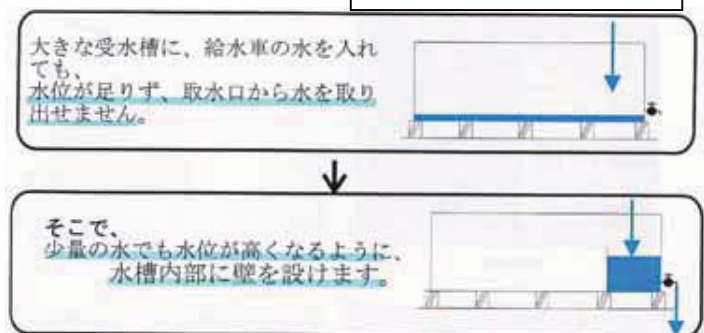 大きな受水槽に、給水車の水を入れ
ても、
水位が足りず、取水口から水を取り
出せません。
そこで、
少量の水でも水位が高くなるように、
水槽内部に壁を設けます。